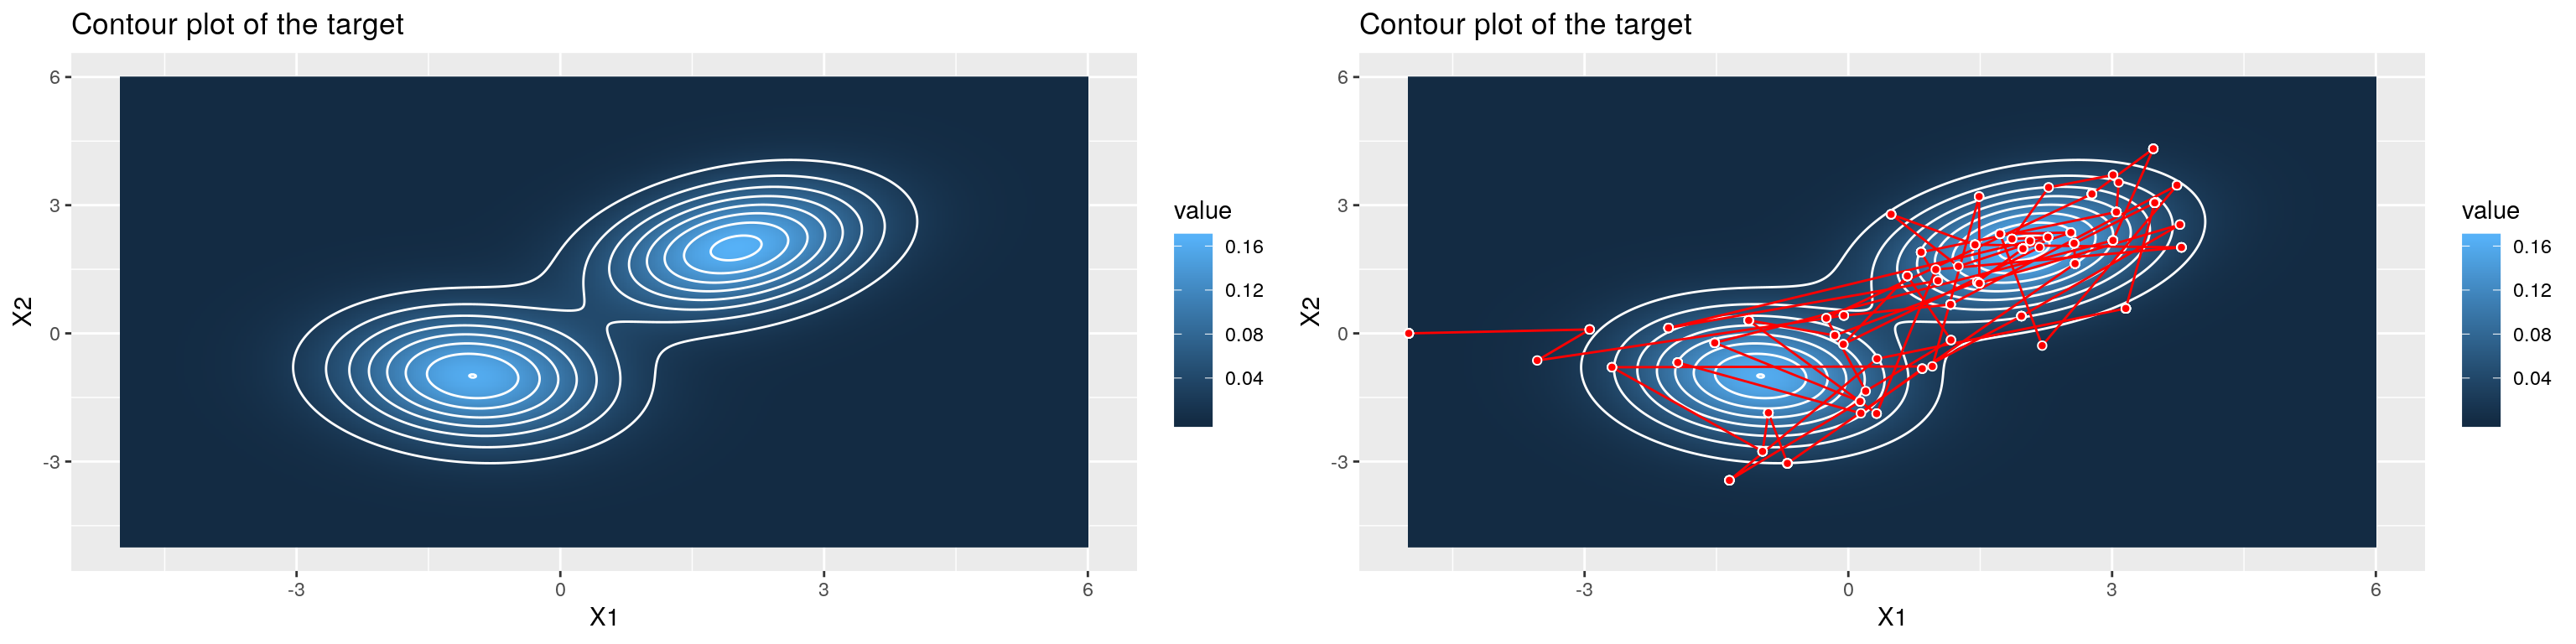 Contour plot of the target
6
3
0
-3
X2
-3 0 3 6
X1
value
0.16
0.12
0.08
0.04
Contour plot of the target
6
3
0
-3
X2
-3 0 3 6
X1
value
0.16
0.12
0.08
0.04